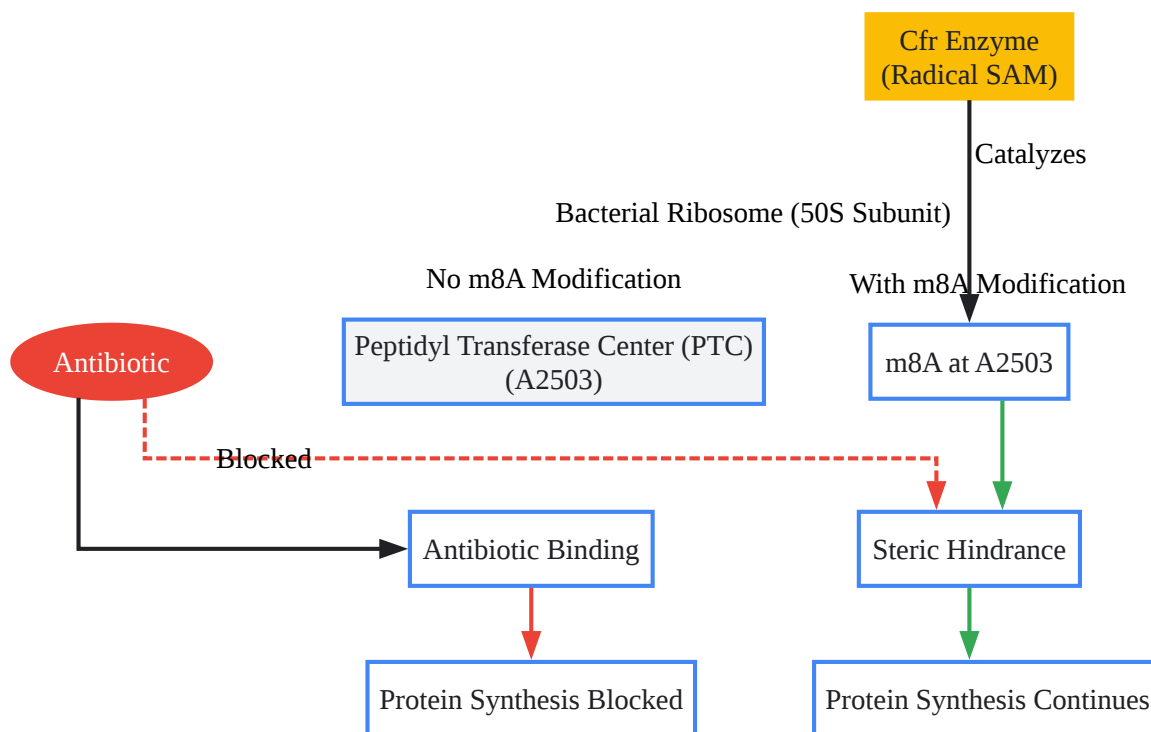 Cfr Enzyme
(Radical SAM)
Catalyzes
Bacterial Ribosome (50S Subunit)
No m8A Modification
With m8A Modification
Antibiotic
Peptidyl Transferase Center (PTC)
(A2503)
m8A at A2503
Blocked
Antibiotic Binding
Steric Hindrance
Protein Synthesis Blocked
Protein Synthesis Continues